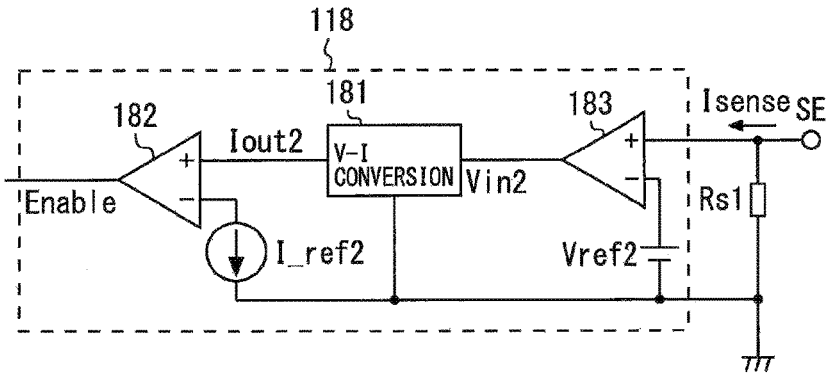 118
181
182
183
Isense
SE
+
Iout2
V-I
CONVERSION
Vin2
+
-
-
Enable
I_ref2
Vref2
Rs1